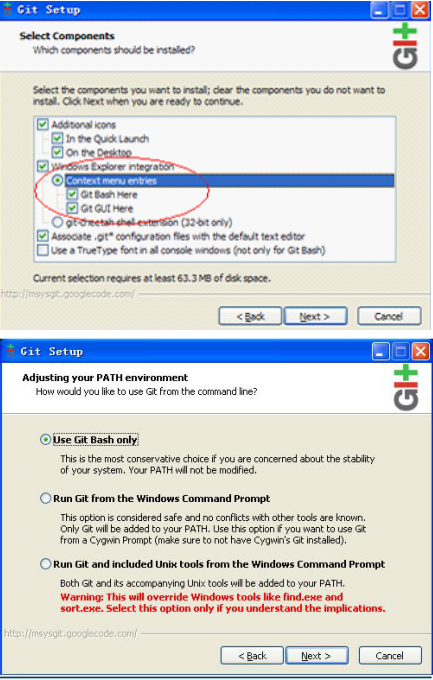 Git Setup
Select Components
Which components should be installed?
Git
Select the components you want to install; clear the components you do not want to
install. Click Next when you are ready to continue.
Additional icons
In the Quick Launch
On the Desktop
Windows Explorer integration
Context menu entries
Git Bash Here
Git GUI Here
git-cheetah shell extension (32-bit only)
Associate .git* configuration files with the default text editor
Use a TrueType font in all console windows (not only for Git Bash)
Current selection requires at least 63.3 MB of disk space.
http://msysgit.googlecode.com/
< Back Next > Cancel
Git Setup
Adjusting your PATH environment
How would you like to use Git from the command line?
Git
Use Git Bash only
This is the most conservative choice if you are concerned about the stability
of your system. Your PATH will not be modified.
Run Git from the Windows Command Prompt
This option is considered safe and no conflicts with other tools are known.
Only Git will be added to your PATH. Use this option if you want to use Git
from a Cygwin Prompt (make sure to not have Cygwin's Git installed).
Run Git and included Unix tools from the Windows Command Prompt
Both Git and its accompanying Unix tools will be added to your PATH.
Warning: This will override Windows tools like find.exe and
sort.exe. Select this option only if you understand the implications.
http://msysgit.googlecode.com/
< Back Next > Cancel